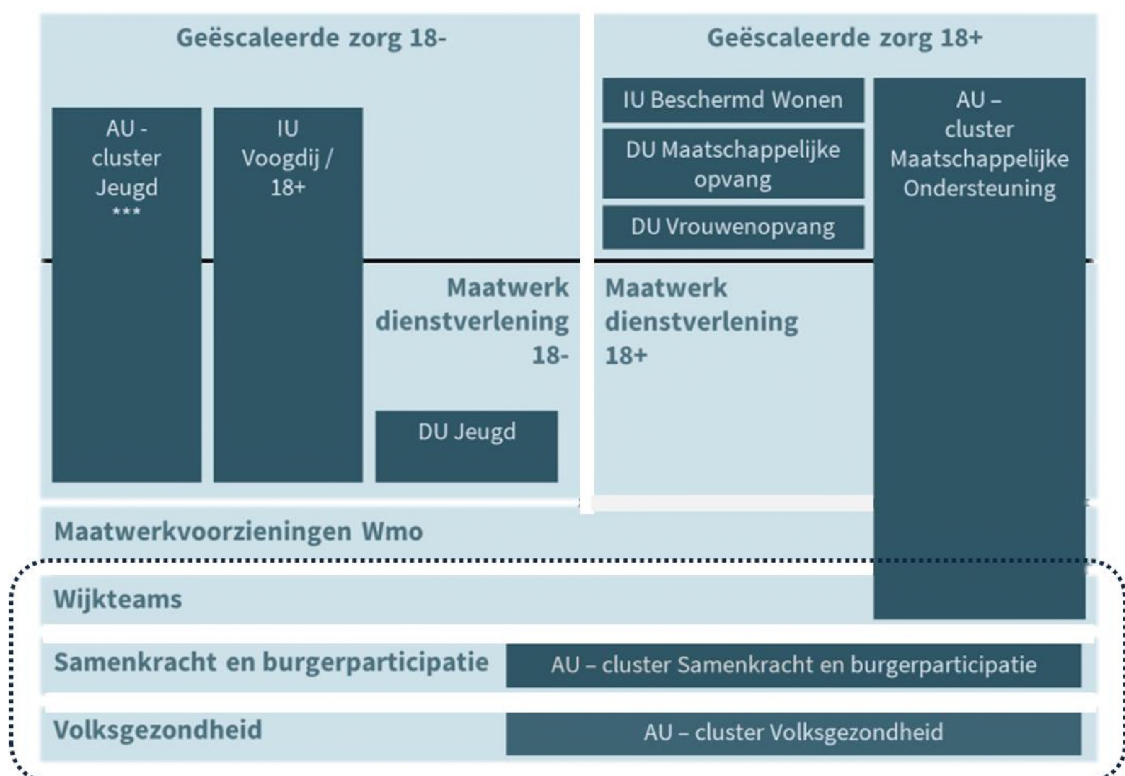 Geëscaleerde zorg 18-
AU -
cluster
Jeugd
***
IU
Voogdij /
18+
Maatwerk
dienstverlening
18-
DU Jeugd
Geëscaleerde zorg 18+
IU Beschermd Wonen
DU Maatschappelijke
opvang
DU Vrouwenopvang
AU –
cluster
Maatschappelijke
Ondersteuning
Maatwerk
dienstverlening
18+
Maatwerkvoorzieningen Wmo
Wijkteams
Samenkracht en burgerparticipatie
AU – cluster Samenkracht en burgerparticipatie
Volksgezondheid
AU – cluster Volksgezondheid